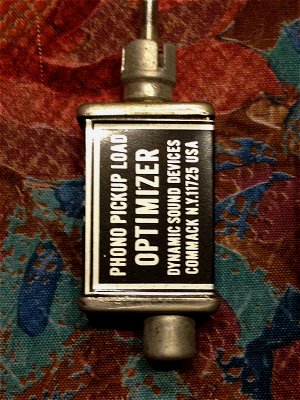 PHONO PICKUP LOAD
OPTIMIZER
DYNAMIC SOUND DEVICES
COMMACK N.Y. 11725 USA